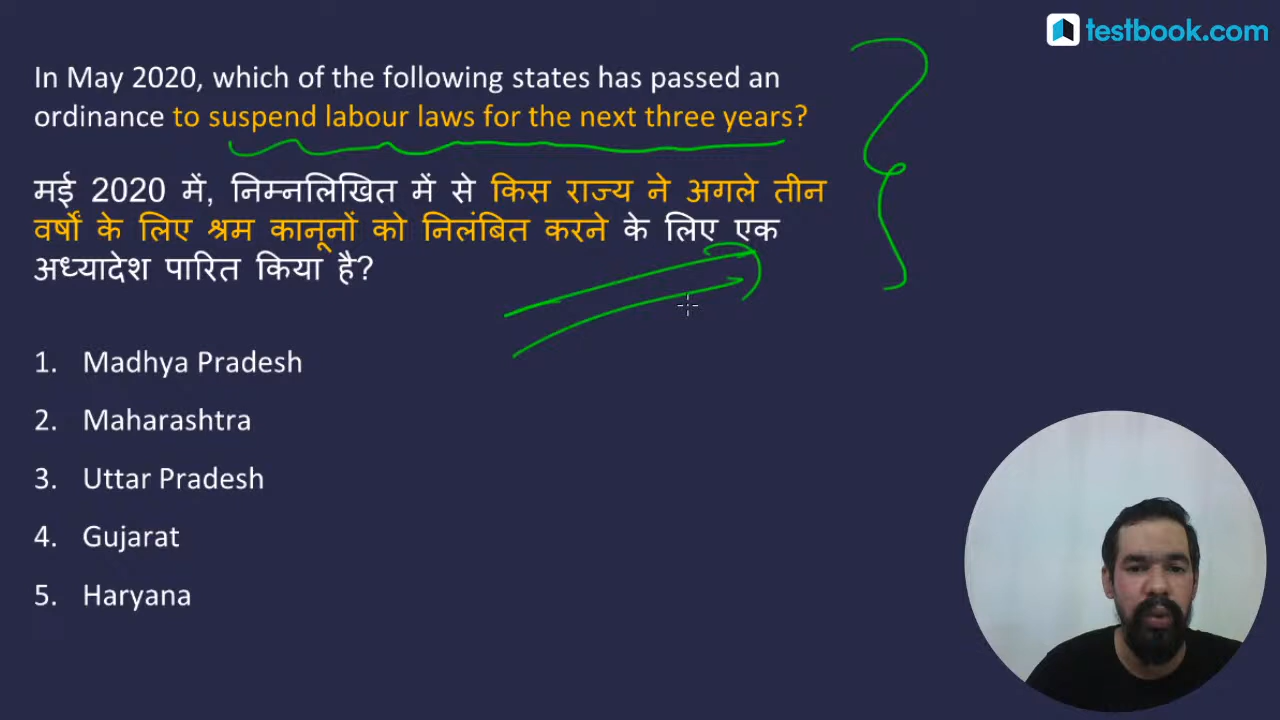 testbook.com
In May 2020, which of the following states has passed an
ordinance to suspend labour laws for the next three years?
मई 2020 में, निम्नलिखित में से किस राज्य ने अगले तीन
वर्षों के लिए श्रम कानूनों को निलंबित करने के लिए एक
अध्यादेश पारित किया है?
1. Madhya Pradesh
2. Maharashtra
3. Uttar Pradesh
4. Gujarat
5. Haryana